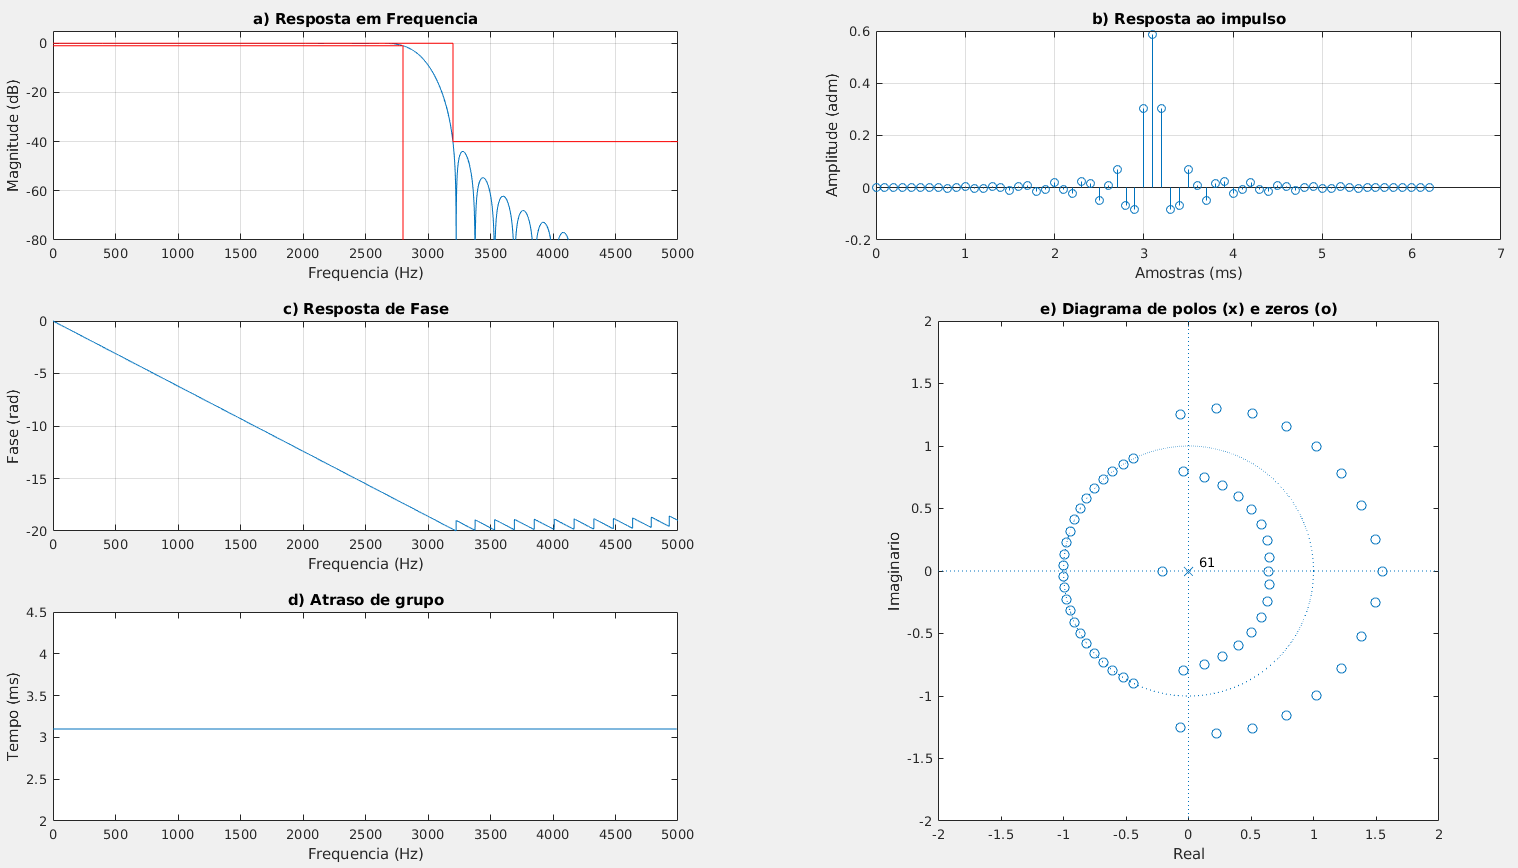 a) Resposta em Frequencia
0
-20
-40
-60
-80
Magnitude (dB)
0 500 1000 1500 2000 2500 3000 3500 4000 4500 5000
Frequencia (Hz)
b) Resposta ao impulso
0.6
0.4
0.2
0
-0.2
Amplitude (adm)
0 1 2 3 4 5 6 7
Amostras (ms)
c) Resposta de Fase
0
-5
-10
-15
-20
Fase (rad)
0 500 1000 1500 2000 2500 3000 3500 4000 4500 5000
Frequencia (Hz)
d) Atraso de grupo
4.5
4
3.5
3
2.5
2
Tempo (ms)
0 500 1000 1500 2000 2500 3000 3500 4000 4500 5000
Frequencia (Hz)
e) Diagrama de polos (x) e zeros (o)
2
1.5
1
0.5
0
-0.5
-1
-1.5
-2
Imaginario
61
-2 -1.5 -1 -0.5 0 0.5 1 1.5 2
Real